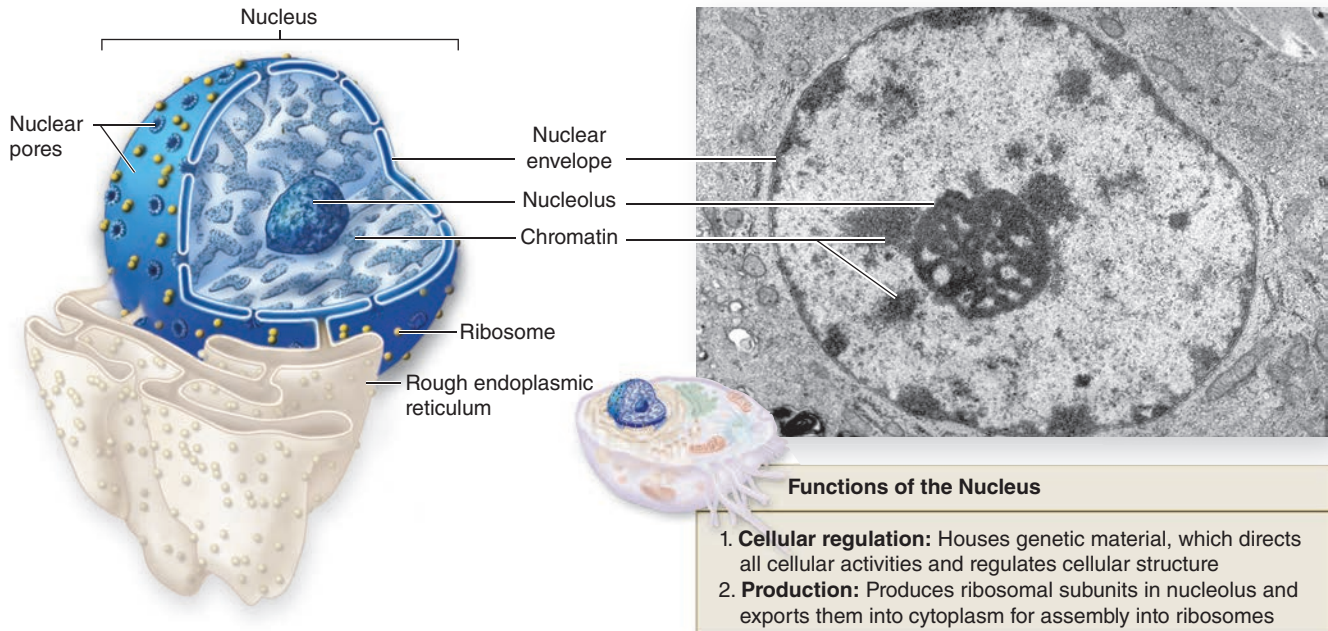 Nucleus
Nuclear
pores
Nuclear
envelope
Nucleolus
Chromatin
Ribosome
Rough endoplasmic
reticulum
Functions of the Nucleus
1. Cellular regulation: Houses genetic material, which directs
all cellular activities and regulates cellular structure
2. Production: Produces ribosomal subunits in nucleolus and
exports them into cytoplasm for assembly into ribosomes